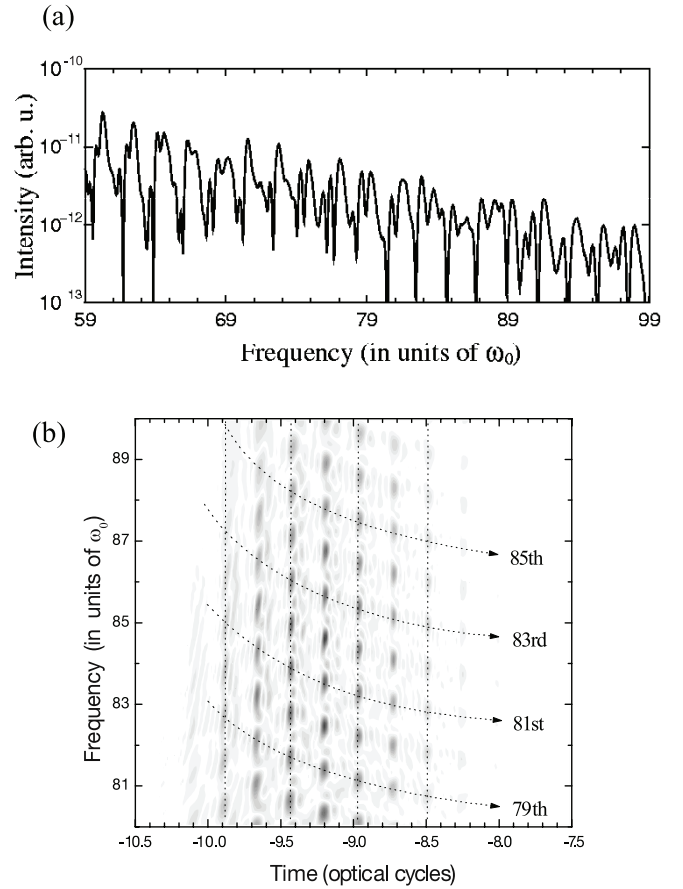 (a)
10⁻¹⁰
10⁻¹¹
10⁻¹²
10⁻¹³
Intensity (arb. u.)
59 69 79 89 99
Frequency (in units of ω₀)
(b)
89
87
85
83
81
Frequency (in units of ω₀)
85th
83rd
81st
79th
-10.5 -10.0 -9.5 -9.0 -8.5 -8.0 -7.5
Time (optical cycles)